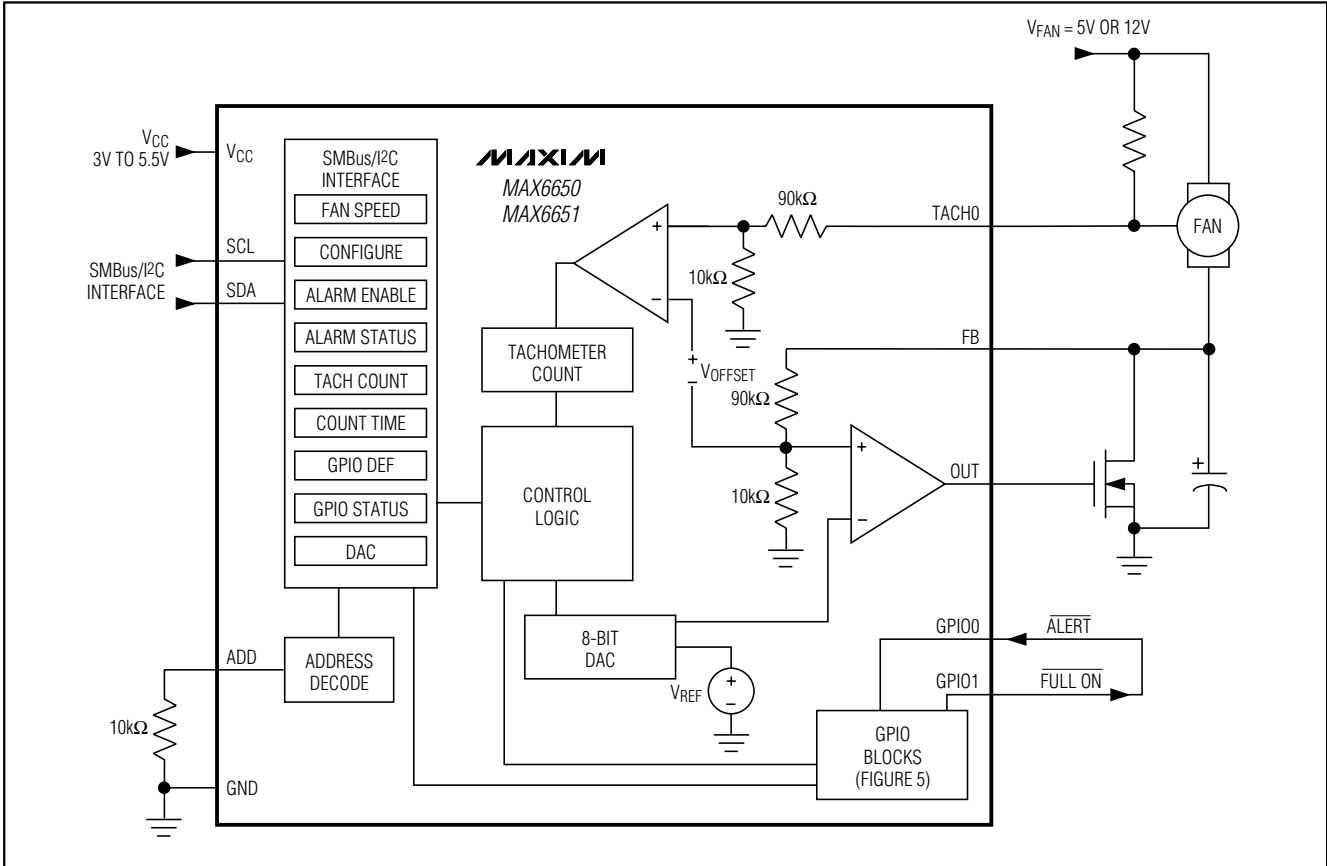 V_FAN = 5V OR 12V
V_CC
3V TO 5.5V
V_CC
SMBus/I²C
INTERFACE
FAN SPEED
CONFIGURE
ALARM ENABLE
ALARM STATUS
TACH COUNT
COUNT TIME
GPIO DEF
GPIO STATUS
DAC
MAXIM
MAX6650
MAX6651
SCL
SMBus/I²C
INTERFACE
SDA
+
−
90kΩ
10kΩ
TACH0
FAN
TACHOMETER
COUNT
+
V_OFFSET
−
FB
90kΩ
10kΩ
+
−
OUT
+
CONTROL
LOGIC
8-BIT
DAC
V_REF
+
−
ADD
ADDRESS
DECODE
10kΩ
GND
GPIO0
ALERT
GPIO1
FULL ON
GPIO
BLOCKS
(FIGURE 5)